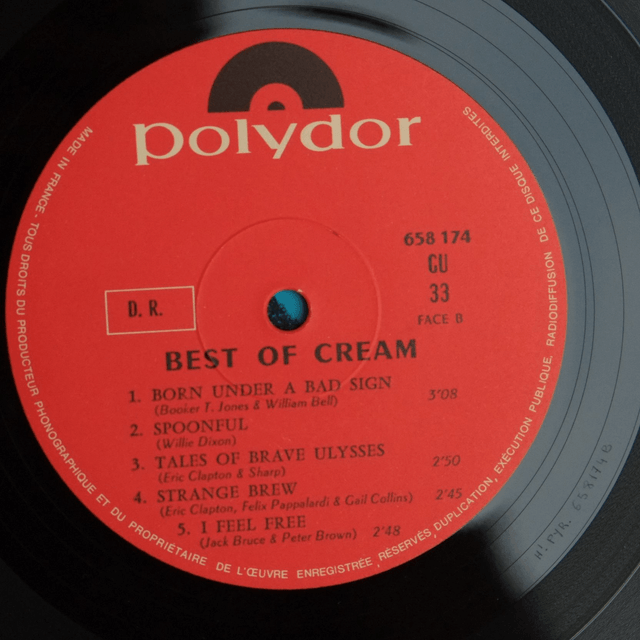 polydor
MADE IN FRANCE - TOUS DROITS DU PRODUCTEUR PHONOGRAPHIQUE ET DU PROPRIETAIRE DE L'ŒUVRE ENREGISTRÉE RÉSERVÉS, DUPLICATION, EXÉCUTION PUBLIQUE, RADIODIFFUSION DE CE DISQUE INTERDITES
658 174
CU
33
FACE B
D. R.
BEST OF CREAM
1. BORN UNDER A BAD SIGN 3'08
(Booker T. Jones & William Bell)
2. SPOONFUL
(Willie Dixon)
3. TALES OF BRAVE ULYSSES 2'50
(Eric Clapton & Sharp)
4. STRANGE BREW 2'45
(Eric Clapton, Felix Pappalardi & Gail Collins)
5. I FEEL FREE 2'48
(Jack Bruce & Peter Brown)
658174 B